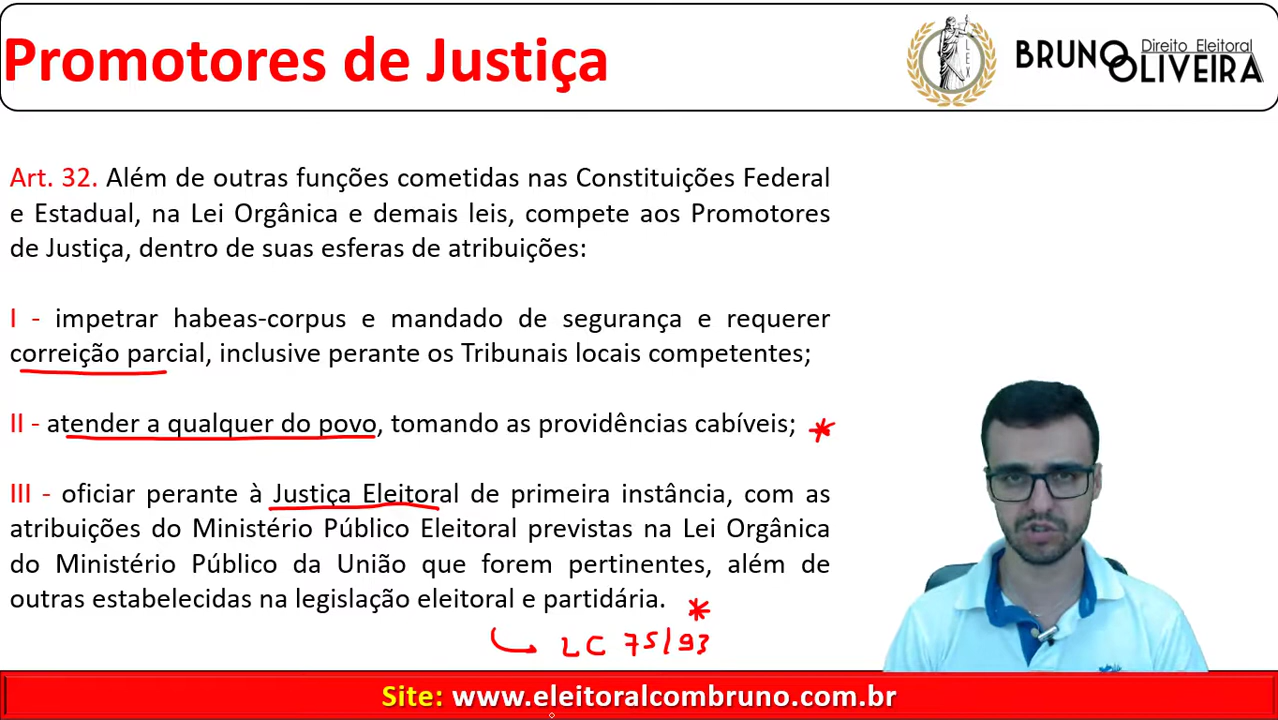 Promotores de Justiça
BRUNO Direito Eleitoral
OLIVEIRA
LEX
Art. 32. Além de outras funções cometidas nas Constituições Federal
e Estadual, na Lei Orgânica e demais leis, compete aos Promotores
de Justiça, dentro de suas esferas de atribuições:
I - impetrar habeas-corpus e mandado de segurança e requerer
correição parcial, inclusive perante os Tribunais locais competentes;
II - atender a qualquer do povo, tomando as providências cabíveis; *
III - oficiar perante à Justiça Eleitoral de primeira instância, com as
atribuições do Ministério Público Eleitoral previstas na Lei Orgânica
do Ministério Público da União que forem pertinentes, além de
outras estabelecidas na legislação eleitoral e partidária. *
LC 75/93
Site: www.eleitoralcombruno.com.br